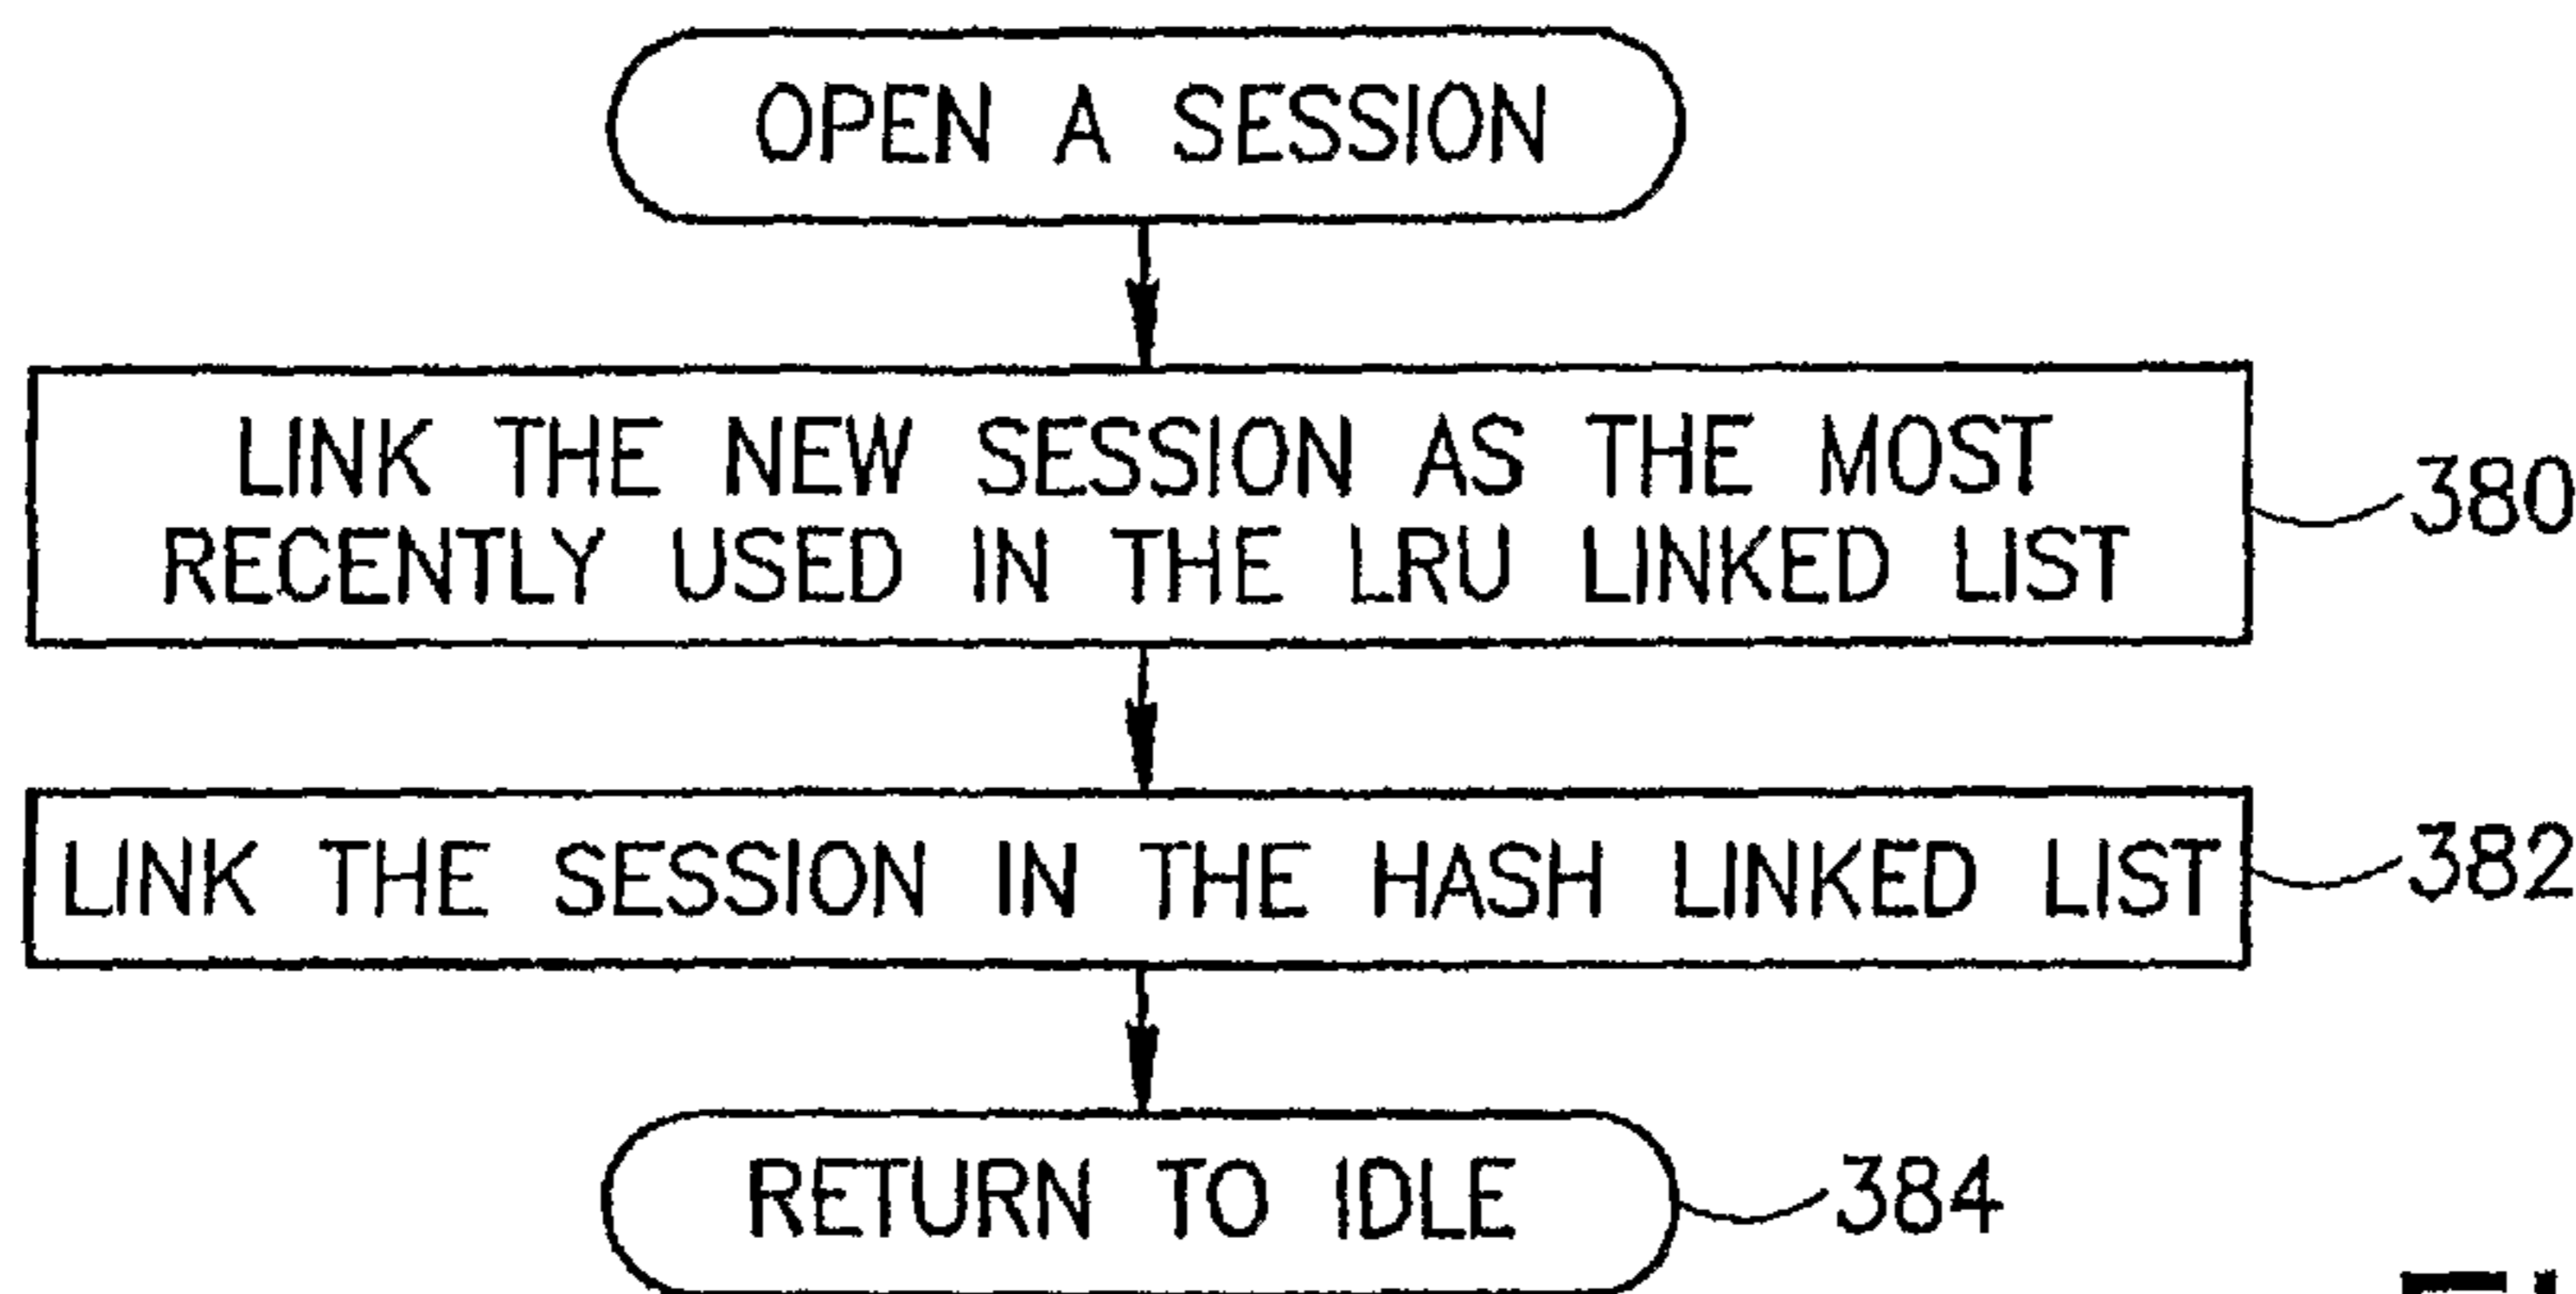 OPEN A SESSION
LINK THE NEW SESSION AS THE MOST
RECENTLY USED IN THE LRU LINKED LIST
380
LINK THE SESSION IN THE HASH LINKED LIST
382
RETURN TO IDLE
384